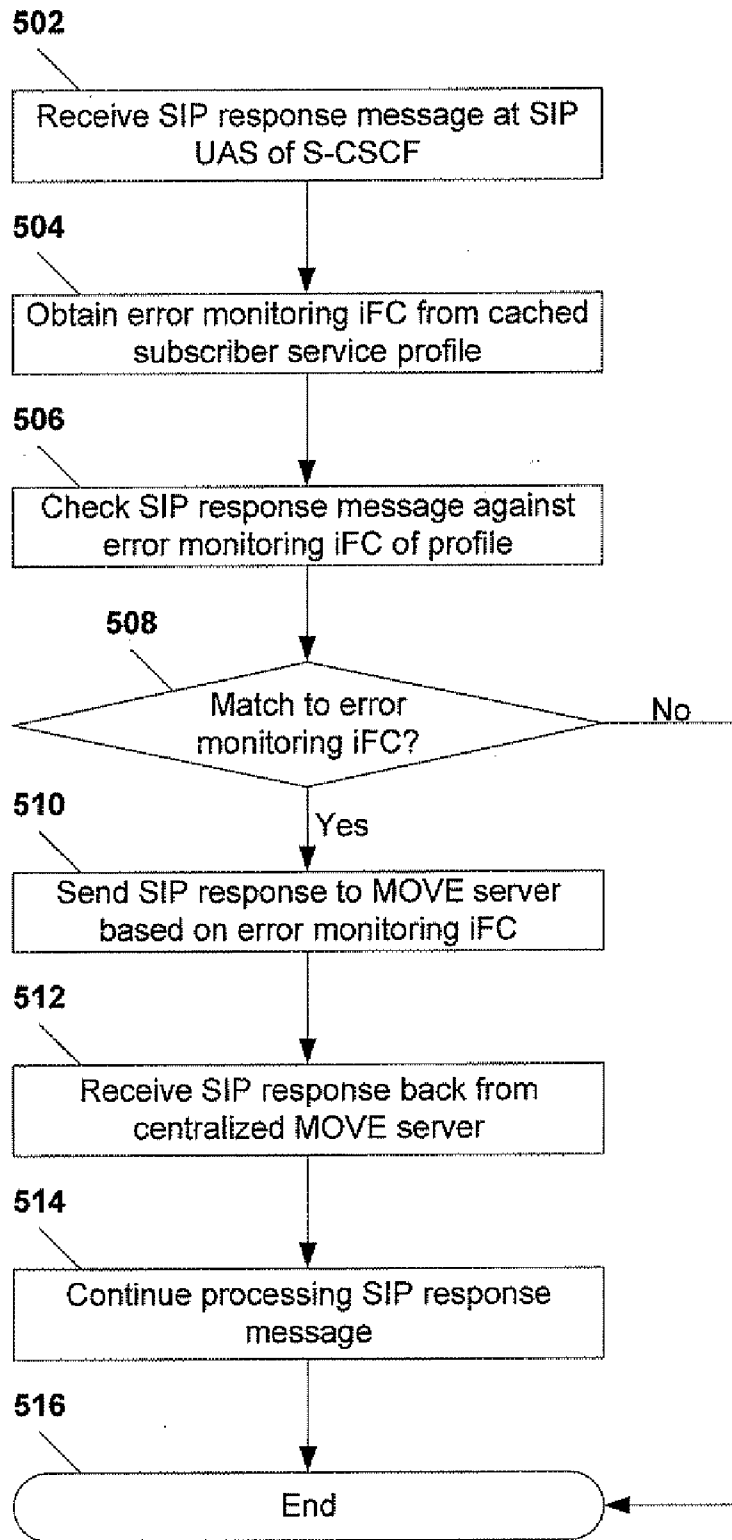 502
Receive SIP response message at SIP
UAS of S-CSCF
504
Obtain error monitoring iFC from cached
subscriber service profile
506
Check SIP response message against
error monitoring iFC of profile
508
Match to error
monitoring iFC?
No
Yes
510
Send SIP response to MOVE server
based on error monitoring iFC
512
Receive SIP response back from
centralized MOVE server
514
Continue processing SIP response
message
516
End